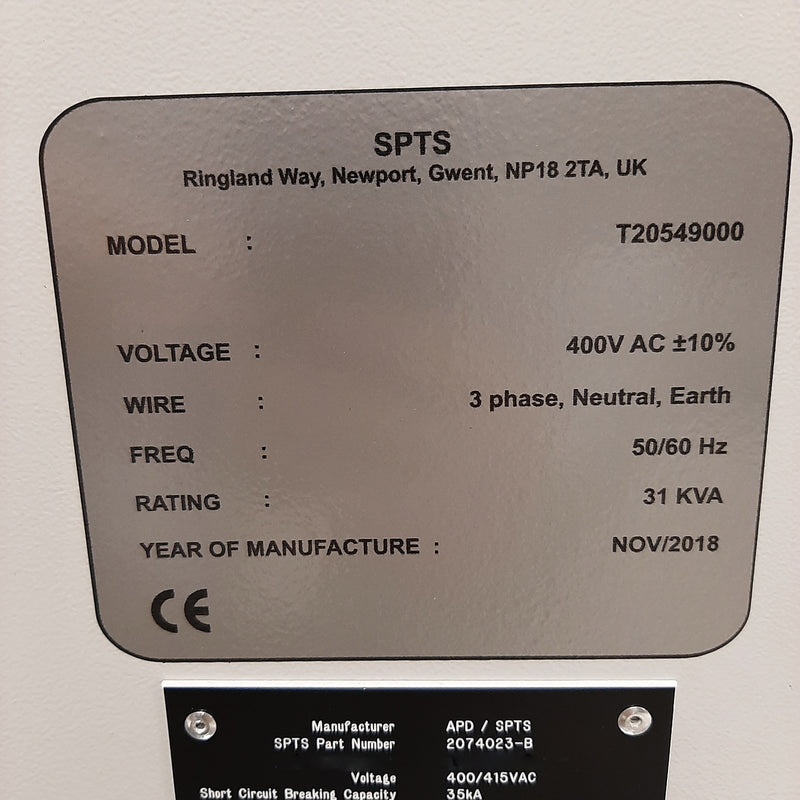 SPTS
Ringland Way, Newport, Gwent, NP18 2TA, UK
MODEL : T20549000
VOLTAGE : 400V AC ±10%
WIRE : 3 phase, Neutral, Earth
FREQ : 50/60 Hz
RATING : 31 KVA
YEAR OF MANUFACTURE : NOV/2018
CE
Manufacturer APD / SPTS
SPTS Part Number 2074023-B
Voltage 400/415VAC
Short Circuit Breaking Capacity 35kA